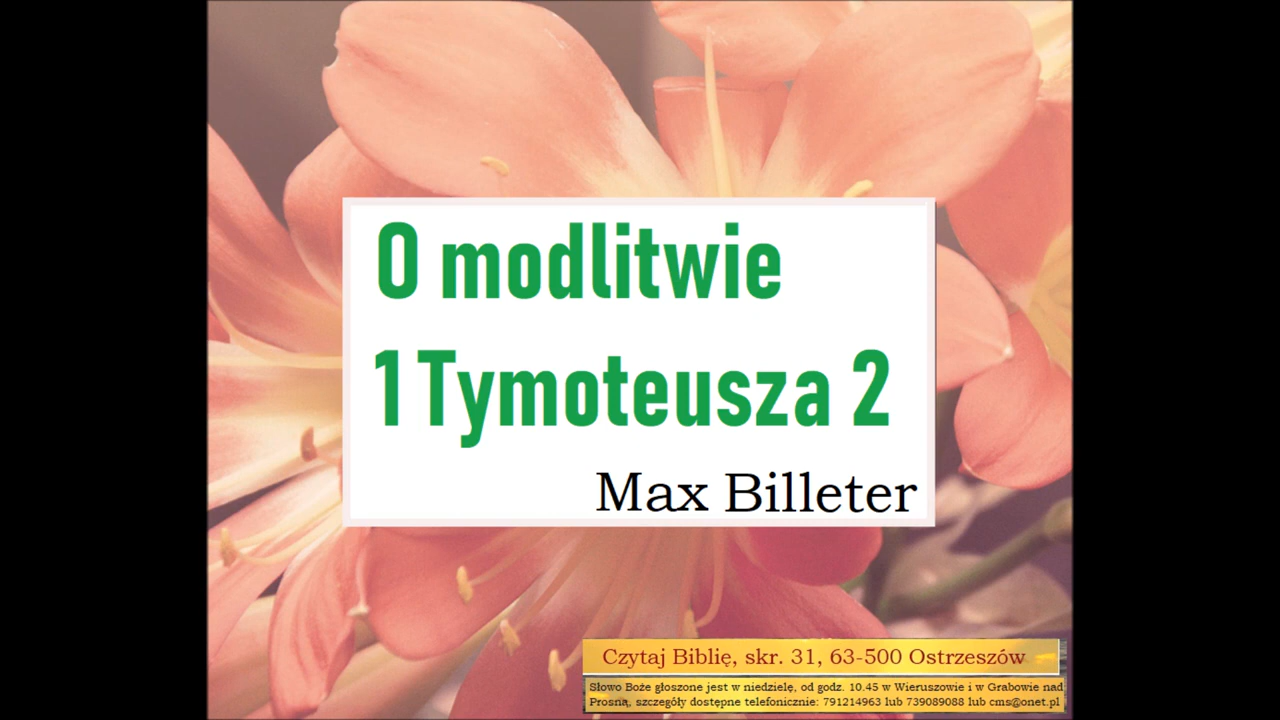 O modlitwie
1 Tymoteusza 2
Max Billeter
Czytaj Biblię, skr. 31, 63-500 Ostrzeszów
Słowo Boże głoszone jest w niedzielę, od godz. 10.45 w Wieruszowie i w Grabowie nad
Prosną, szczegóły dostępne telefonicznie: 791214963 lub 739089088 lub cms@onet.pl